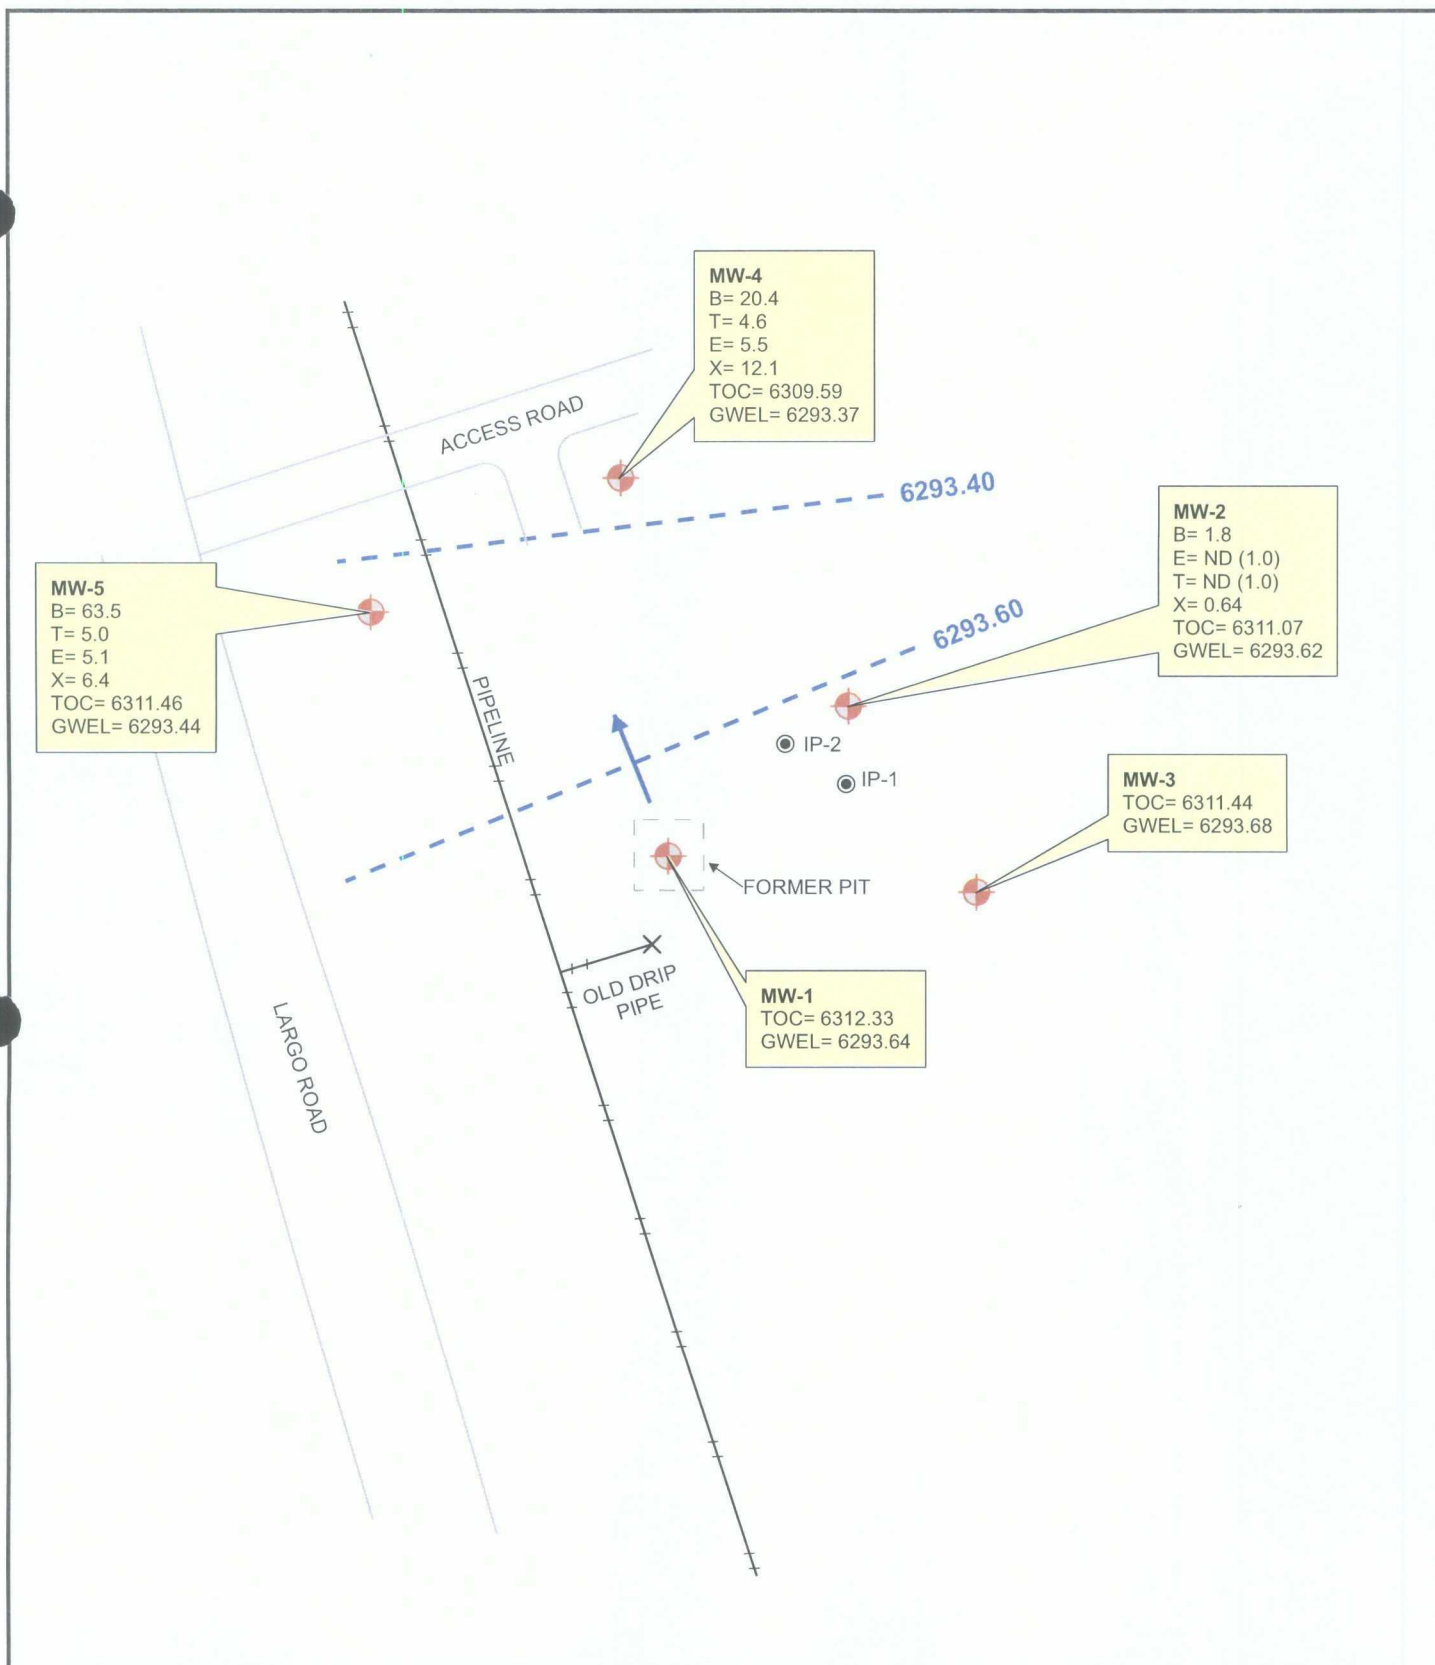 MW-4
B= 20.4
T= 4.6
E= 5.5
X= 12.1
TOC= 6309.59
GWEL= 6293.37
ACCESS ROAD
6293.40
MW-2
B= 1.8
E= ND (1.0)
T= ND (1.0)
X= 0.64
TOC= 6311.07
GWEL= 6293.62
MW-5
B= 63.5
T= 5.0
E= 5.1
X= 6.4
TOC= 6311.46
GWEL= 6293.44
6293.60
PIPELINE
IP-2
IP-1
MW-3
TOC= 6311.44
GWEL= 6293.68
FORMER PIT
OLD DRIP
PIPE
MW-1
TOC= 6312.33
GWEL= 6293.64
LARGO ROAD